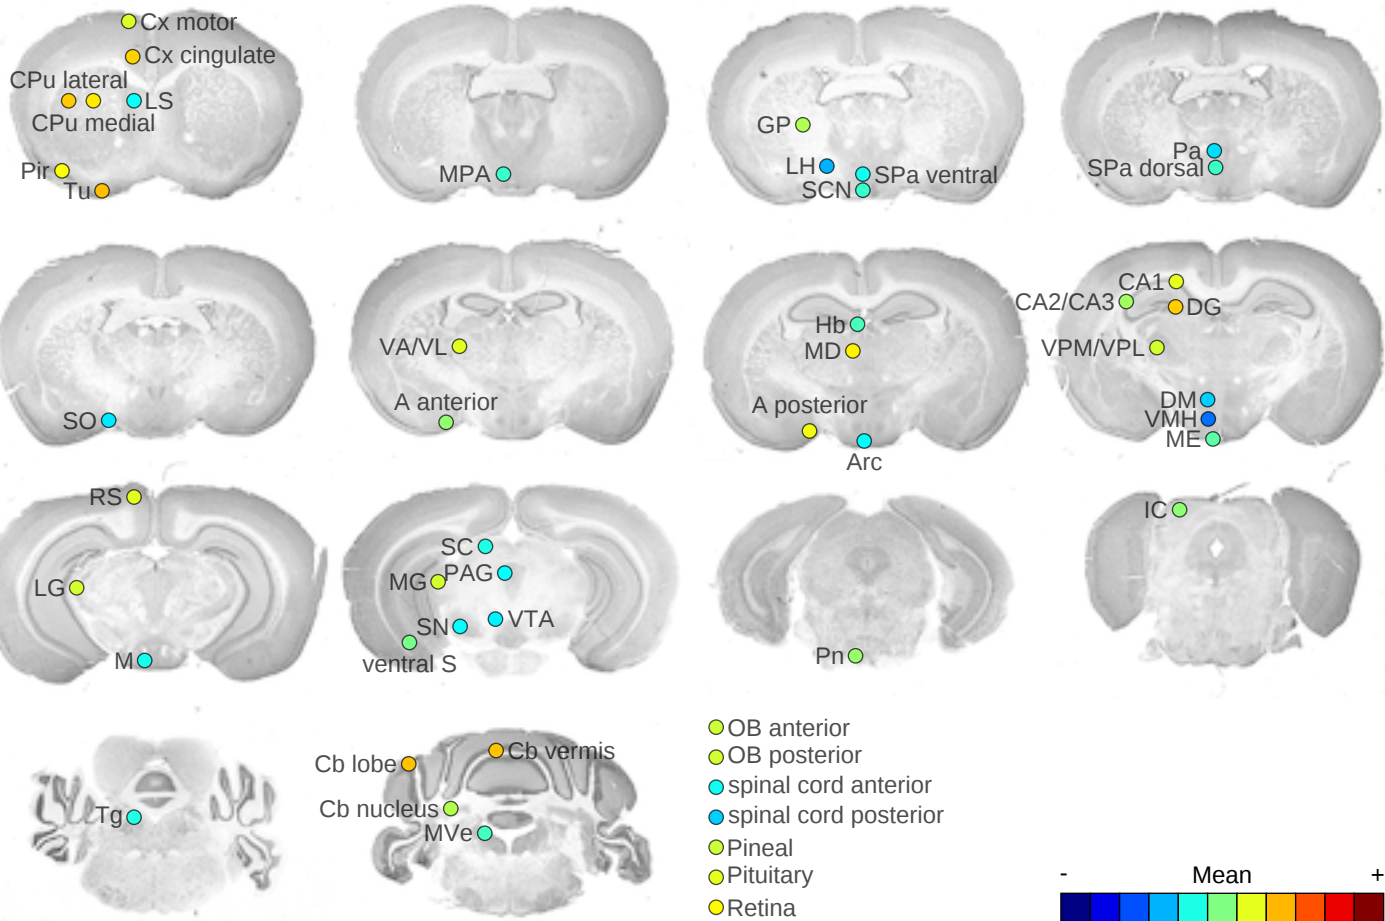 Cx motor
Cx cingulate
CPu lateral
LS
CPu medial
Pir
Tu
MPA
GP
LH
SPa ventral
SCN
Pa
SPa dorsal
SO
VA/VL
A anterior
Hb
MD
A posterior
Arc
CA1
CA2/CA3
DG
VPM/VPL
DM
VMH
ME
RS
LG
M
SC
PAG
MG
VTA
SN
ventral S
Pn
IC
Tg
Cb lobe
Cb vermis
Cb nucleus
MVe
OB anterior
OB posterior
spinal cord anterior
spinal cord posterior
Pineal
Pituitary
Retina
- Mean +